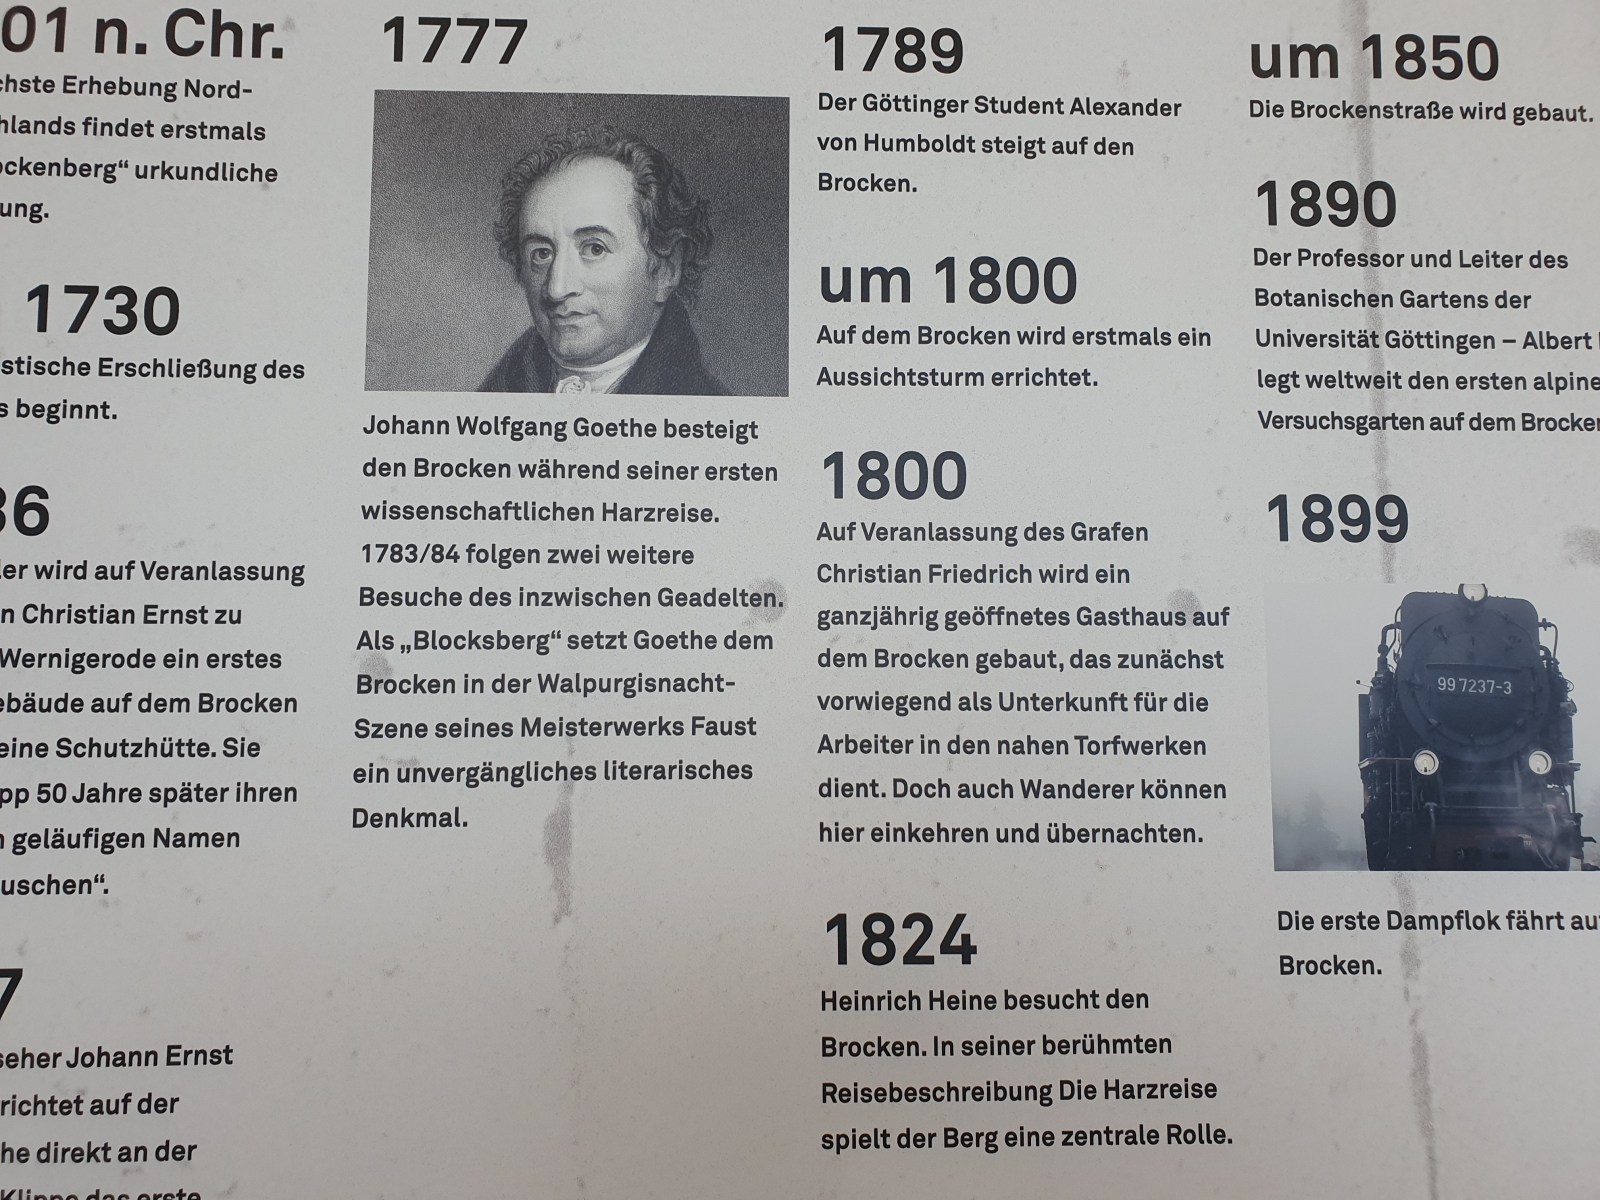 01 n. Chr.
chste Erhebung Nord-
hlands findet erstmals
ockenberg“ urkundliche
ung.
1730
stische Erschließung des
s beginnt.
36
ler wird auf Veranlassung
n Christian Ernst zu
Wernigerode ein erstes
ebäude auf dem Brocken
eine Schutzhütte. Sie
pp 50 Jahre später ihren
n geläufigen Namen
uschen“.
7
seher Johann Ernst
richtet auf der
he direkt an der
Klippe das erste
1777
Johann Wolfgang Goethe besteigt
den Brocken während seiner ersten
wissenschaftlichen Harzreise.
1783/84 folgen zwei weitere
Besuche des inzwischen Geadelten.
Als „Blocksberg“ setzt Goethe dem
Brocken in der Walpurgisnacht-
Szene seines Meisterwerks Faust
ein unvergängliches literarisches
Denkmal.
1789
Der Göttinger Student Alexander
von Humboldt steigt auf den
Brocken.
um 1800
Auf dem Brocken wird erstmals ein
Aussichtsturm errichtet.
1800
Auf Veranlassung des Grafen
Christian Friedrich wird ein
ganzjährig geöffnetes Gasthaus auf
dem Brocken gebaut, das zunächst
vorwiegend als Unterkunft für die
Arbeiter in den nahen Torfwerken
dient. Doch auch Wanderer können
hier einkehren und übernachten.
1824
Heinrich Heine besucht den
Brocken. In seiner berühmten
Reisebeschreibung Die Harzreise
spielt der Berg eine zentrale Rolle.
um 1850
Die Brockenstraße wird gebaut.
1890
Der Professor und Leiter des
Botanischen Gartens der
Universität Göttingen – Albert
legt weltweit den ersten alpine
Versuchsgarten auf dem Brocken
1899
99 7237-3
Die erste Dampflok fährt au
Brocken.